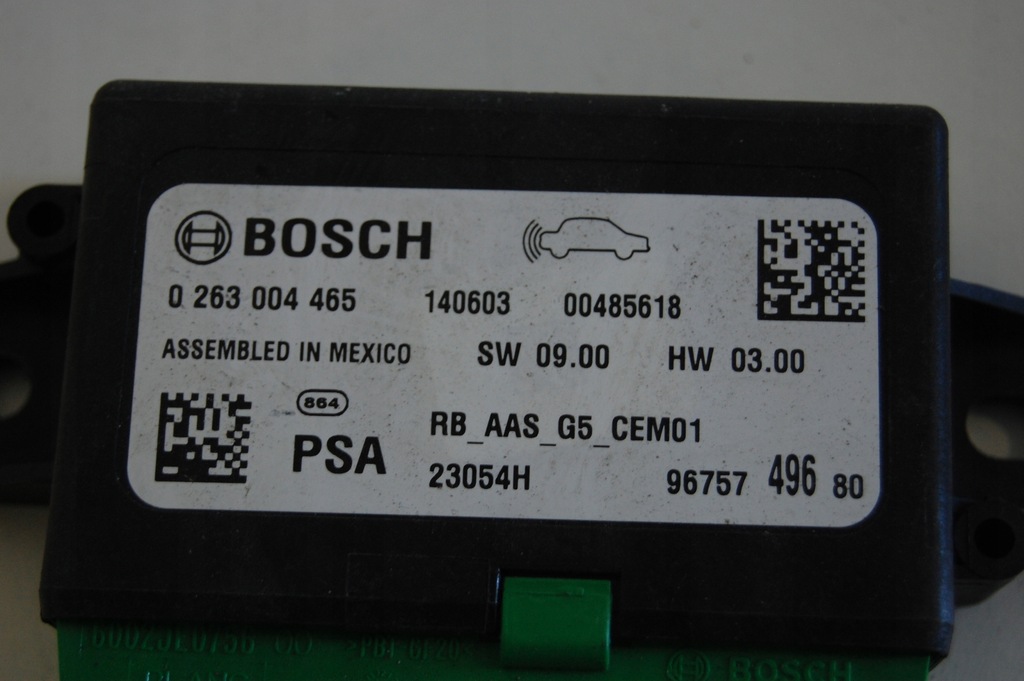 BOSCH
0 263 004 465 140603 00485618
ASSEMBLED IN MEXICO SW 09.00 HW 03.00
864
PSA RB_AAS_G5_CEM01
23054H 96757 496 80
BOSCH